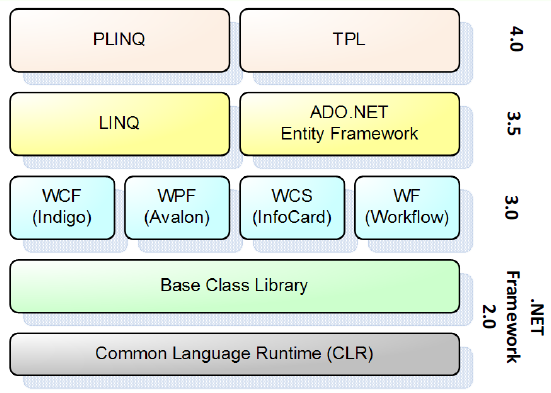 PLINQ
TPL
4.0
LINQ
ADO.NET
Entity Framework
3.5
WCF
(Indigo)
WPF
(Avalon)
WCS
(InfoCard)
WF
(Workflow)
3.0
Base Class Library
Common Language Runtime (CLR)
.NET
Framework
2.0